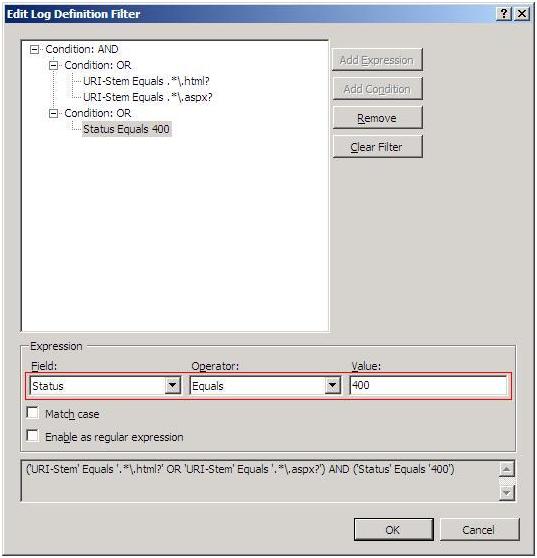 Edit Log Definition Filter
Condition: AND
Condition: OR
URI-Stem Equals .*\.html?
URI-Stem Equals .*\.aspx?
Condition: OR
Status Equals 400
Add Expression
Add Condition
Remove
Clear Filter
Expression
Field: Operator: Value:
Status Equals 400
Match case
Enable as regular expression
('URI-Stem' Equals '.*\.html?' OR 'URI-Stem' Equals '.*\.aspx?') AND ('Status' Equals '400')
OK Cancel